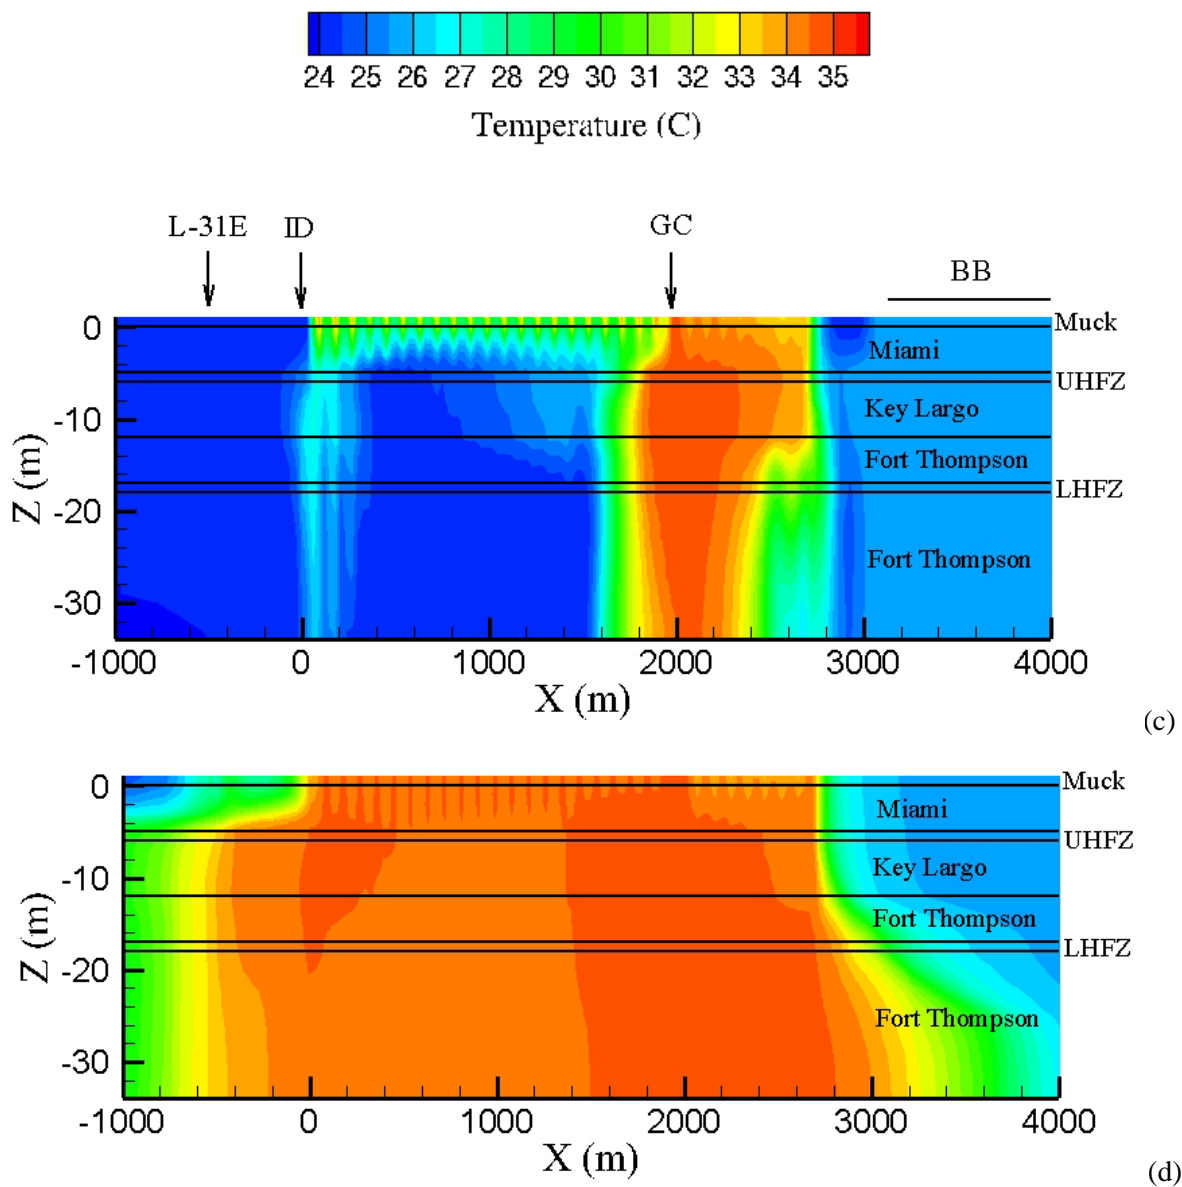 24 25 26 27 28 29 30 31 32 33 34 35
Temperature (C)
L-31E ID GC
BB
0 Muck
Miami
UHFZ
-10 Key Largo
Fort Thompson
LHFZ
-20
Fort Thompson
-30
Z (m)
-1000 0 1000 2000 3000 4000
X (m)
(c)
0 Muck
Miami
UHFZ
-10 Key Largo
Fort Thompson
LHFZ
-20
Fort Thompson
-30
Z (m)
-1000 0 1000 2000 3000 4000
X (m)
(d)